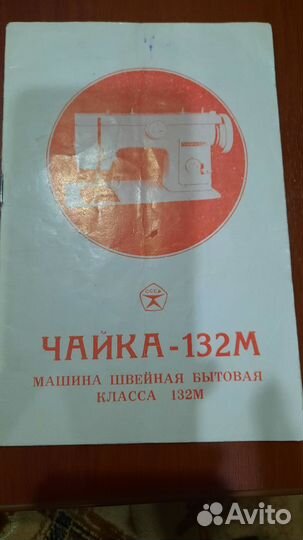 СССР
ЧАЙКА-132М
МАШИНА ШВЕЙНАЯ БЫТОВАЯ
КЛАССА 132М
Avito